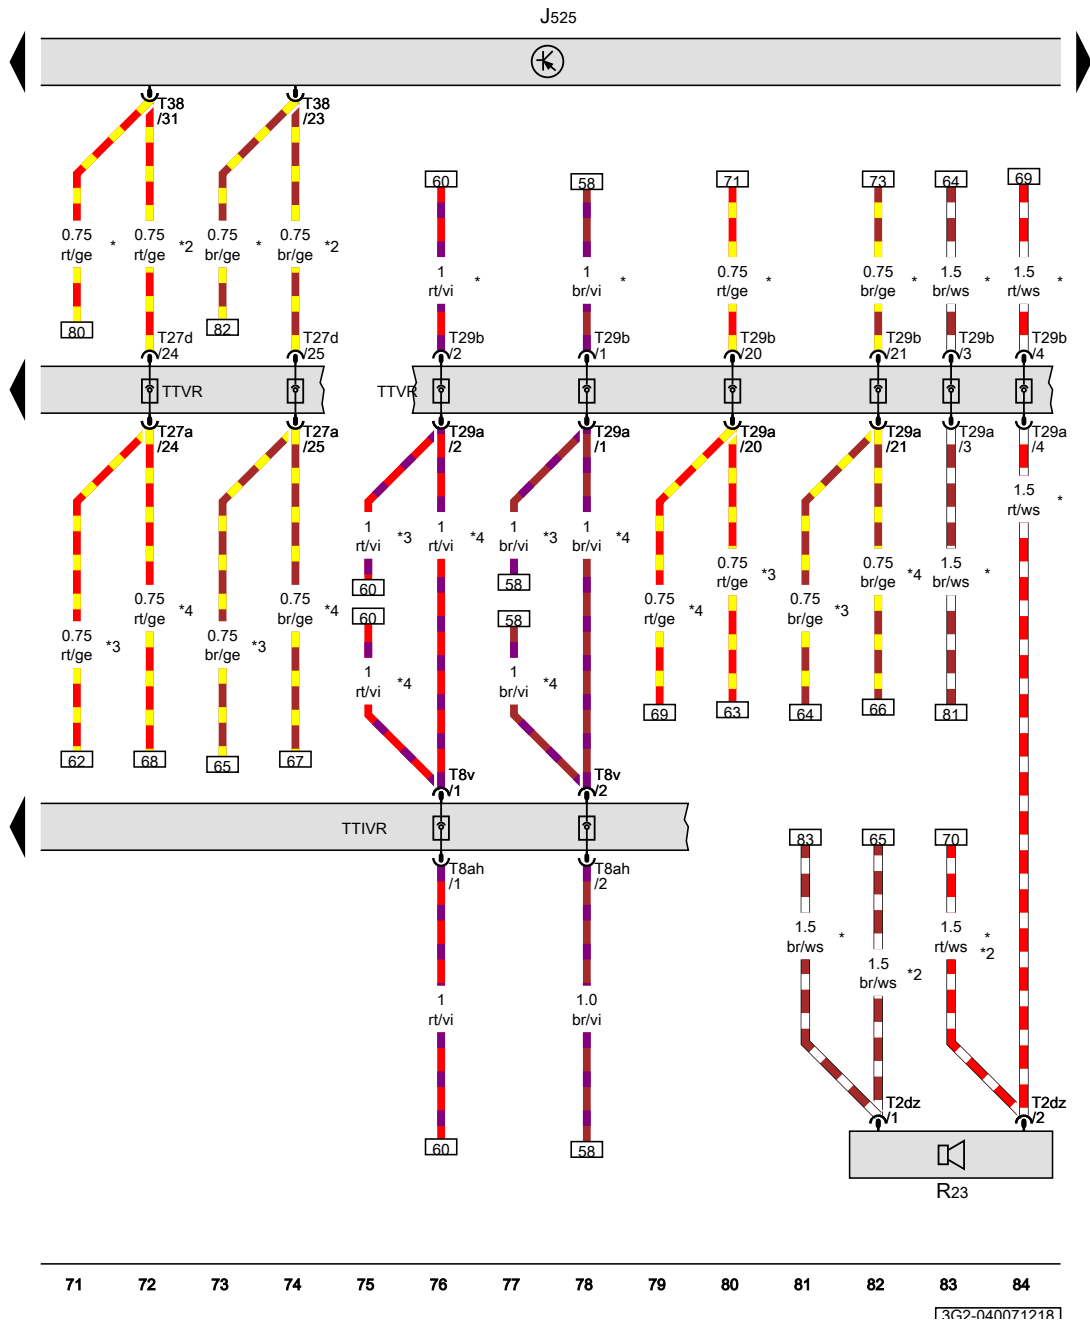 J525
T38
/31
T38
/23
60
58
71
73
64
69
0.75
rt/ge
*
0.75
rt/ge
*2
0.75
br/ge
*
0.75
br/ge
*2
1
rt/vi
*
1
br/vi
*
0.75
rt/ge
*
0.75
br/ge
*
1.5
br/ws
*
1.5
rt/ws
*
80
82
T27d
/24
T27d
/25
T29b
/2
T29b
/1
T29b
/20
T29b
/21
T29b
/3
T29b
/4
TTVR
TTVR
T27a
/24
T27a
/25
T29a
/2
T29a
/1
T29a
/20
T29a
/21
T29a
/3
T29a
/4
1.5
rt/ws
*
1
rt/vi
*3
1
rt/vi
*4
1
br/vi
*3
1
br/vi
*4
0.75
rt/ge
*3
0.75
br/ge
*4
1.5
br/ws
*
60
58
0.75
rt/ge
*4
0.75
br/ge
*4
0.75
rt/ge
*4
0.75
br/ge
*3
60
58
0.75
rt/ge
*3
0.75
br/ge
*3
1
rt/vi
*4
1
br/vi
*4
69
63
64
66
81
62
68
65
67
T8v
/1
T8v
/2
TTIVR
83
65
70
T8ah
/1
T8ah
/2
1.5
br/ws
*
1.5
br/ws
*2
1.5
rt/ws
*
*2
1
rt/vi
1.0
br/vi
T2dz
/1
T2dz
/2
60
58
R23
71 72 73 74 75 76 77 78 79 80 81 82 83 84
3G2-040071218